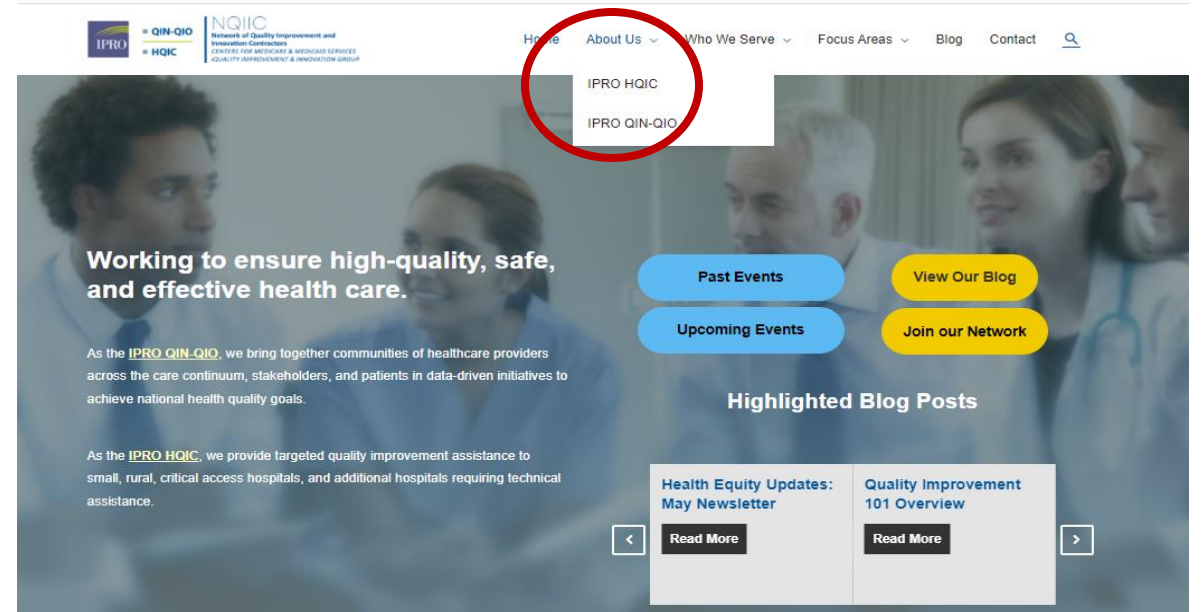 IPRO
QIN-QIO
HQIC
NQIIC
Network of Quality Improvement and
Innovation Contractors
CENTERS FOR MEDICARE & MEDICAID SERVICES
iQUALITY IMPROVEMENT & INNOVATION GROUP
Home About Us Who We Serve Focus Areas Blog Contact
IPRO HQIC
IPRO QIN-QIO
Working to ensure high-quality, safe,
and effective health care.
As the IPRO QIN-QIO, we bring together communities of healthcare providers
across the care continuum, stakeholders, and patients in data-driven initiatives to
achieve national health quality goals.
As the IPRO HQIC, we provide targeted quality improvement assistance to
small, rural, critical access hospitals, and additional hospitals requiring technical
assistance.
Past Events
View Our Blog
Upcoming Events
Join our Network
Highlighted Blog Posts
Health Equity Updates:
May Newsletter
Read More
Quality Improvement
101 Overview
Read More